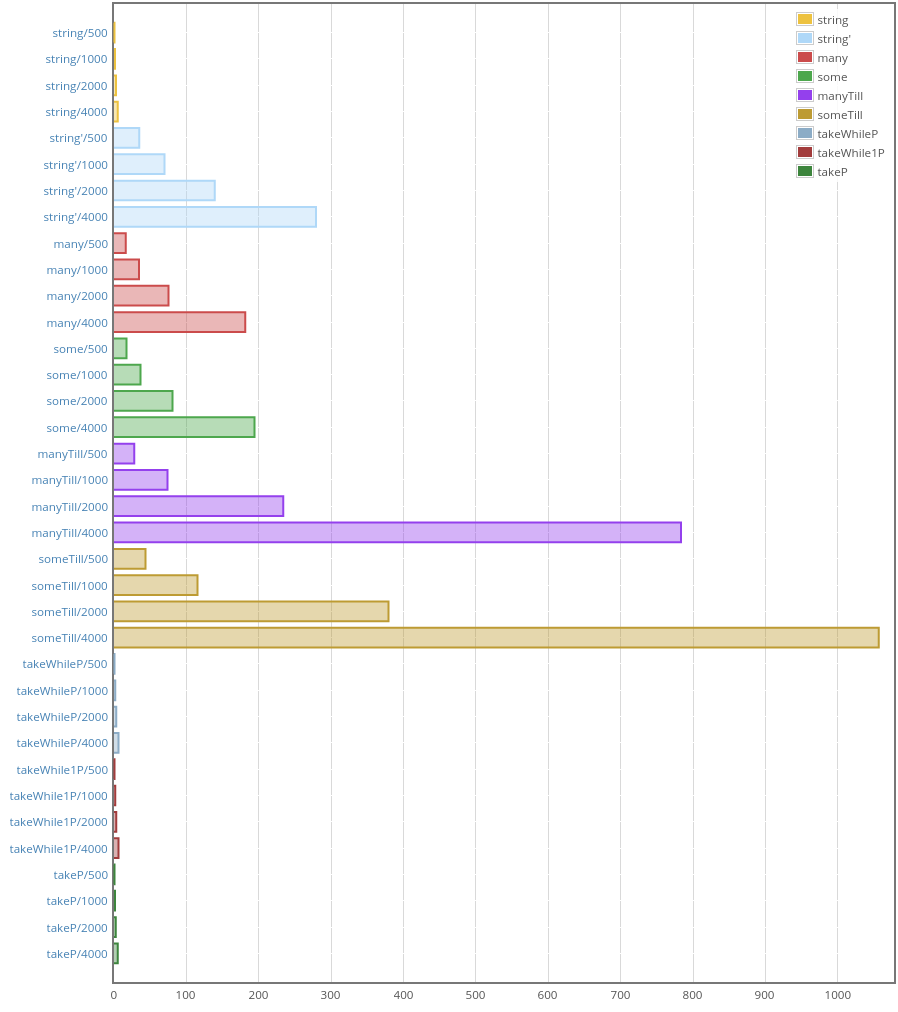 string/500
string/1000
string/2000
string/4000
string'/500
string'/1000
string'/2000
string'/4000
many/500
many/1000
many/2000
many/4000
some/500
some/1000
some/2000
some/4000
manyTill/500
manyTill/1000
manyTill/2000
manyTill/4000
someTill/500
someTill/1000
someTill/2000
someTill/4000
takeWhileP/500
takeWhileP/1000
takeWhileP/2000
takeWhileP/4000
takeWhile1P/500
takeWhile1P/1000
takeWhile1P/2000
takeWhile1P/4000
takeP/500
takeP/1000
takeP/2000
takeP/4000
0 100 200 300 400 500 600 700 800 900 1000
string
string'
many
some
manyTill
someTill
takeWhileP
takeWhile1P
takeP